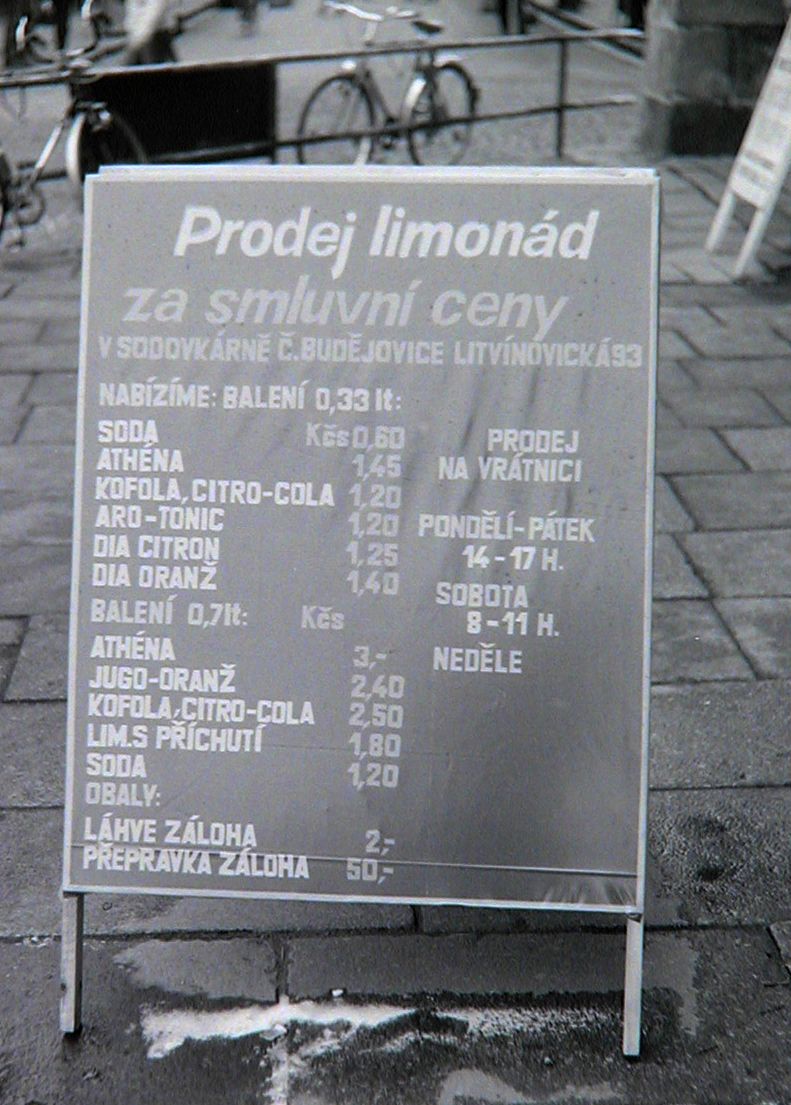 Prodej limonád
za smluvní ceny
V SODOVKÁRNĚ Č.BUDĚJOVICE LITVÍNOVICKÁ93
NABÍZÍME: BALENÍ 0,33 lt:
SODA Kčs 0,60
ATHÉNA 1,45
KOFOLA, CITRO-COLA 1,20
ARO-TONIC 1,20
DIA CITRON 1,25
DIA ORANŽ 1,40
BALENÍ 0,7lt: Kčs
ATHÉNA 3,-
JUGO-ORANŽ 2,40
KOFOLA,CITRO-COLA 2,50
LIM.S PŘÍCHUTÍ 1,80
SODA 1,20
OBALY:
LÁHVE ZÁLOHA 2,-
PŘEPRAVKA ZÁLOHA 50,-
PRODEJ
NA VRÁTNICI
PONDĚLÍ-PÁTEK
14-17 H.
SOBOTA
8-11 H.
NEDĚLE